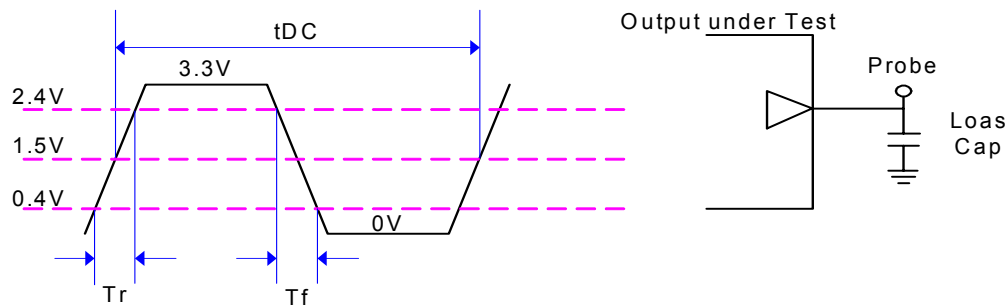 tDC
3.3V
2.4V
1.5V
0.4V
0V
Tr
Tf
Output under Test
Probe
Loas
Cap